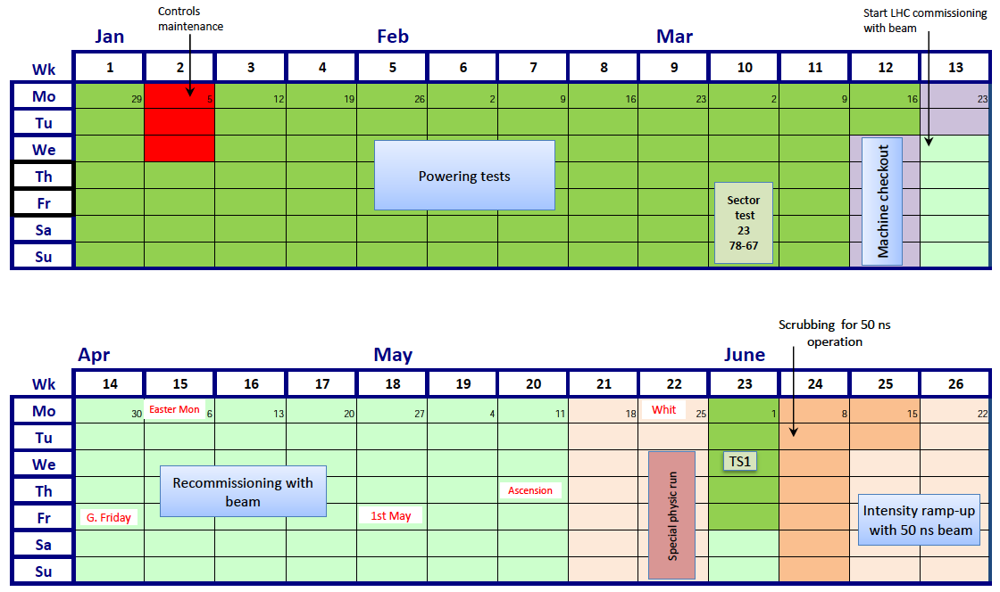 Controls
maintenance
Start LHC commissioning
with beam
Jan Feb Mar
Wk 1 2 3 4 5 6 7 8 9 10 11 12 13
Mo 29 5 12 19 26 2 9 16 23 2 9 16 23
Tu
We
Th
Fr
Sa
Su
Powering tests
Sector
test
23
78-67
Machine checkout
Scrubbing for 50 ns
operation
Apr May June
Wk 14 15 16 17 18 19 20 21 22 23 24 25 26
Mo 30 Easter Mon 6 13 20 27 4 11 18 Whit 25 1 8 15 22
Tu
We TS1
Th Ascension
Fr G. Friday 1st May
Sa
Su
Recommissioning with
beam
Special physic run
Intensity ramp-up
with 50 ns beam